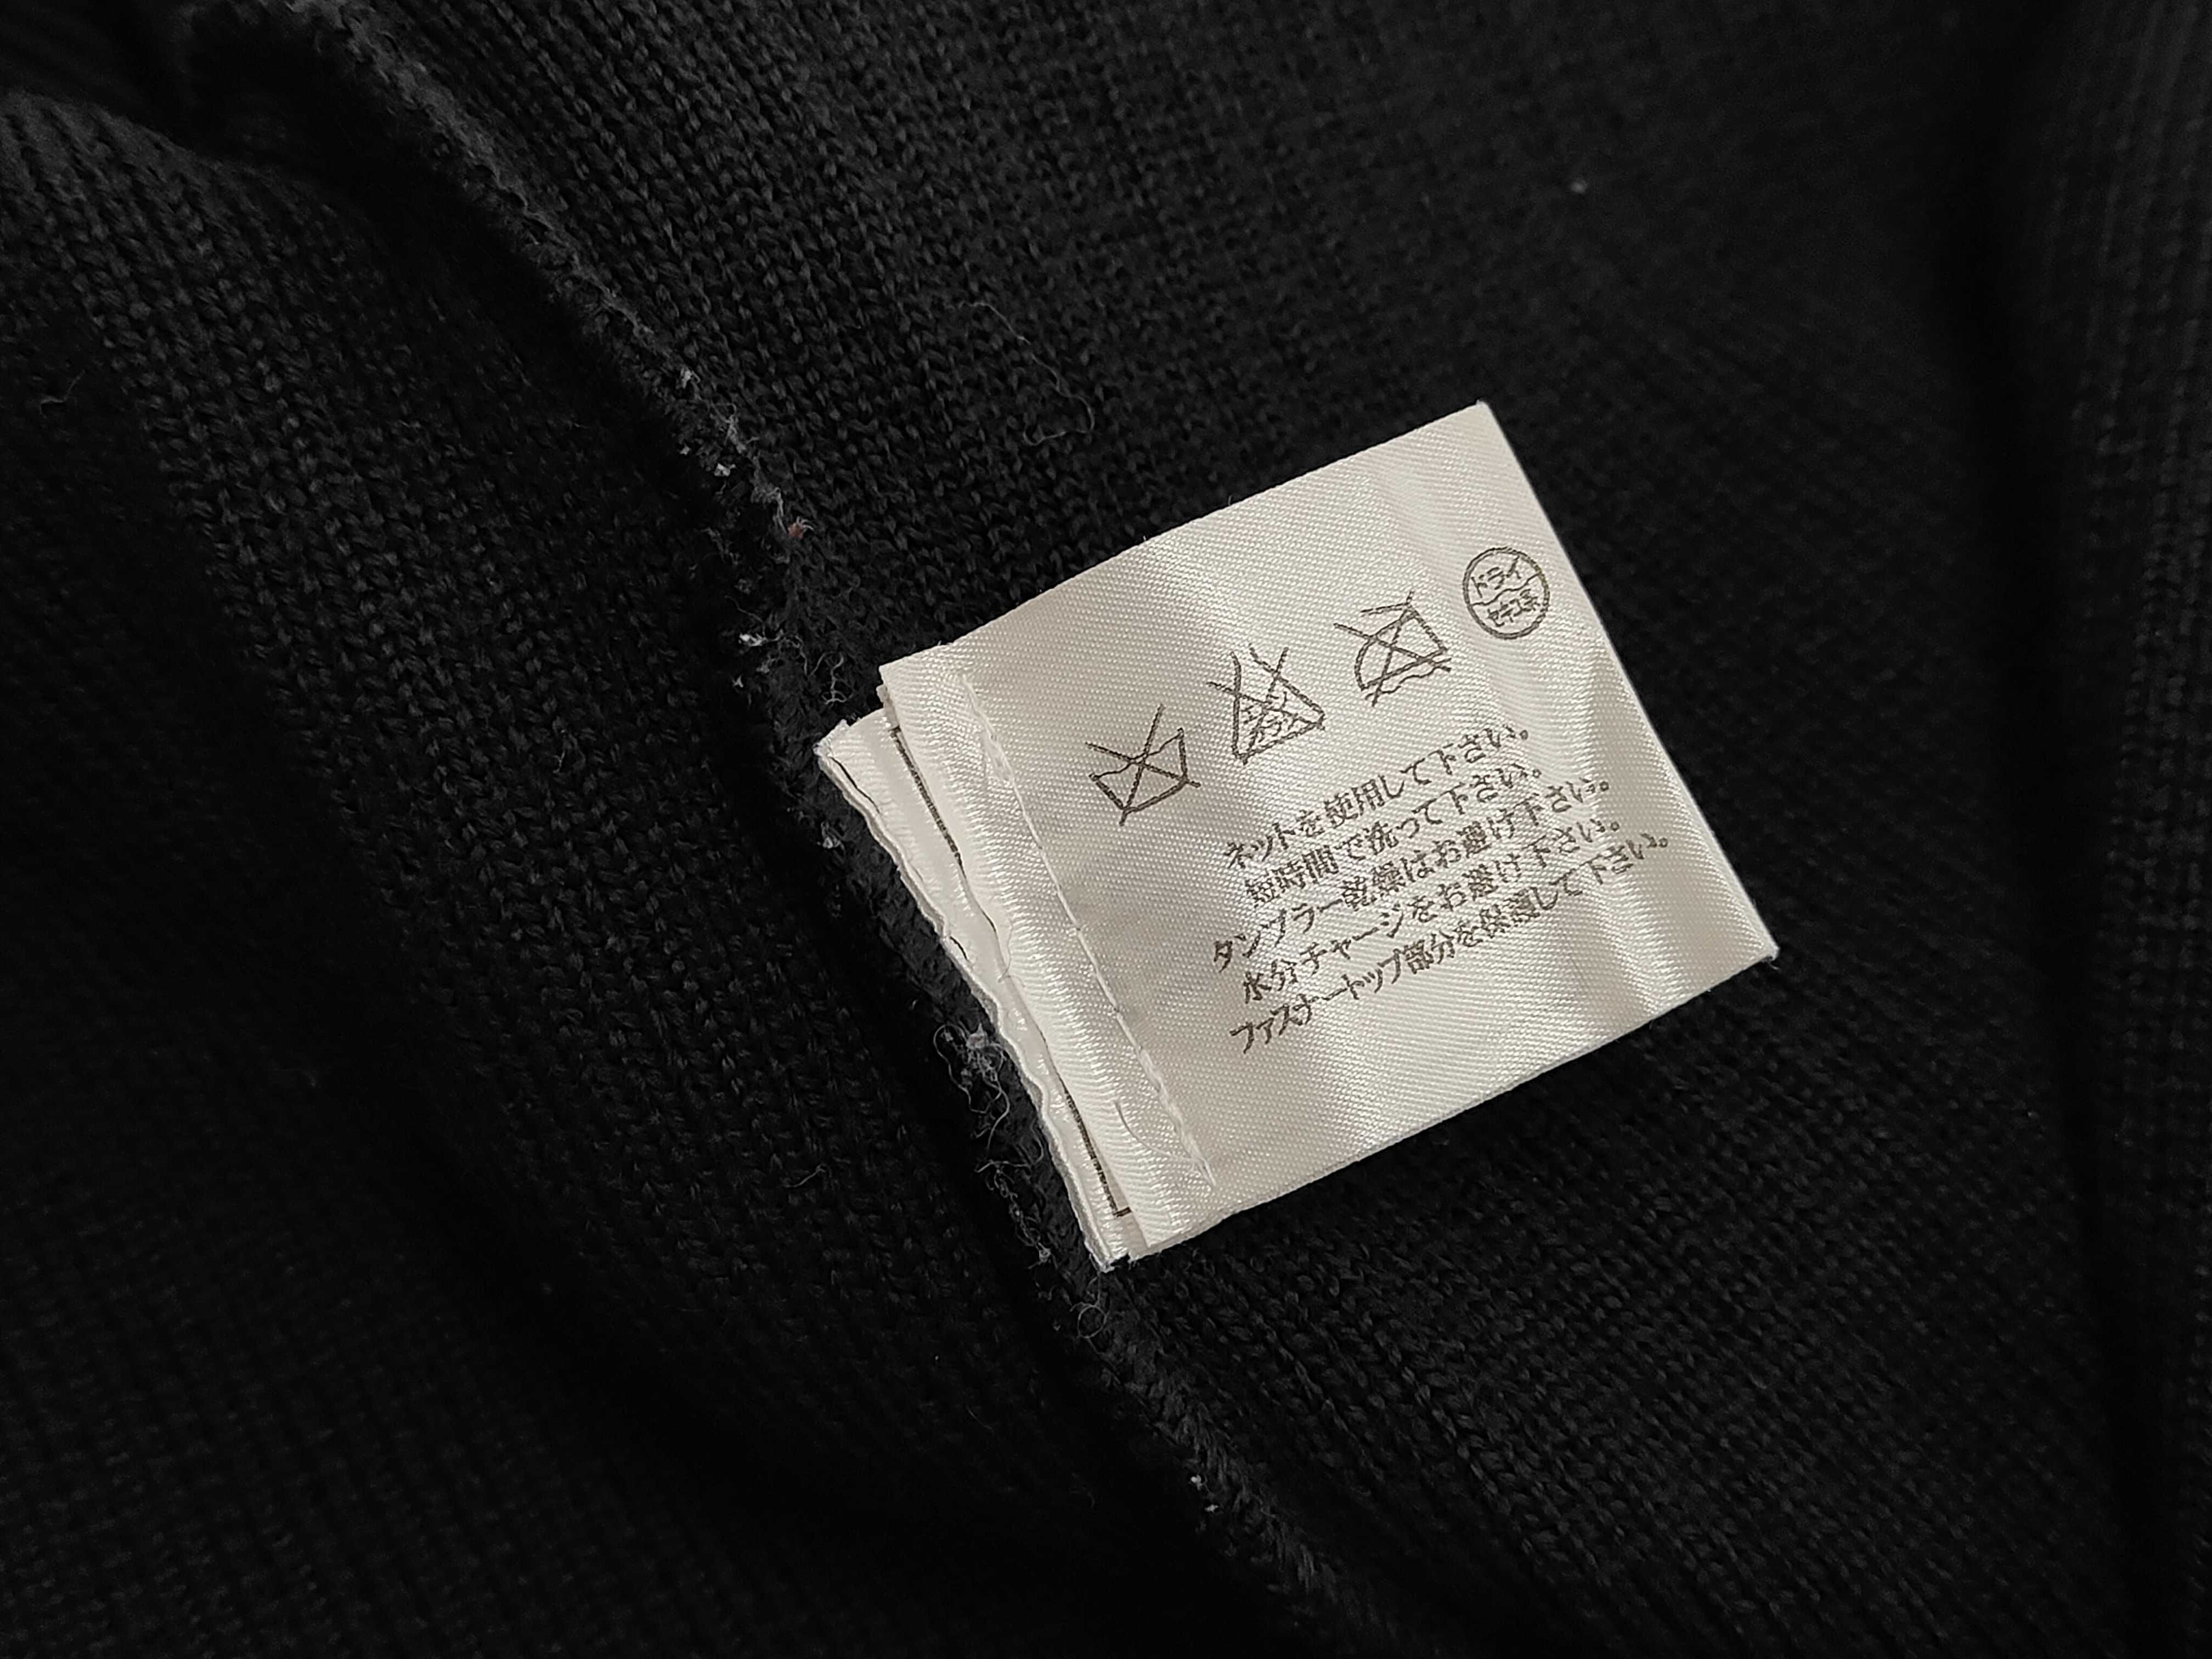 ドライ
セキユ系
ネットを使用して下さい。
短時間で洗って下さい。
タンブラー乾燥はお避け下さい。
水分チャージをお避け下さい。
ファスナートップ部分を保護して下さい。